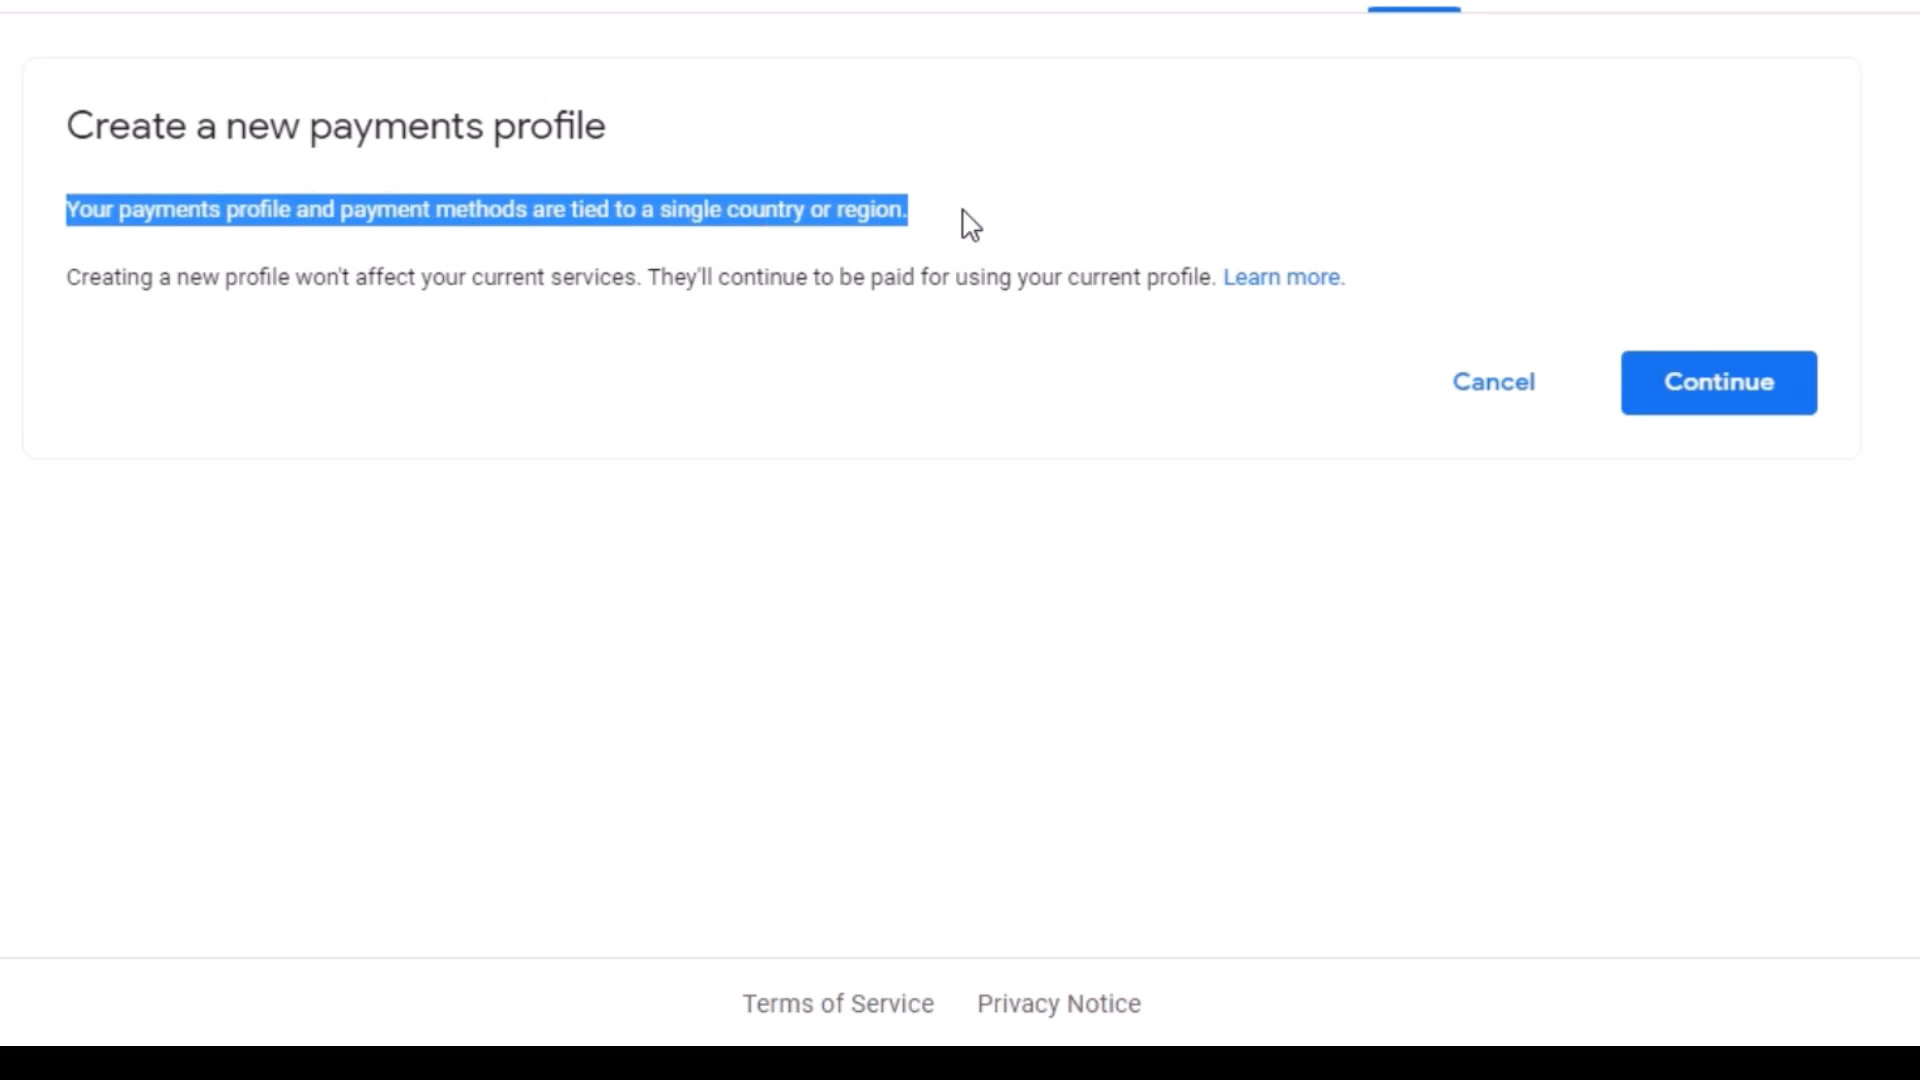 Create a new payments profile
Your payments profile and payment methods are tied to a single country or region.
Creating a new profile won't affect your current services. They'll continue to be paid for using your current profile. Learn more.
Cancel Continue
Terms of Service Privacy Notice